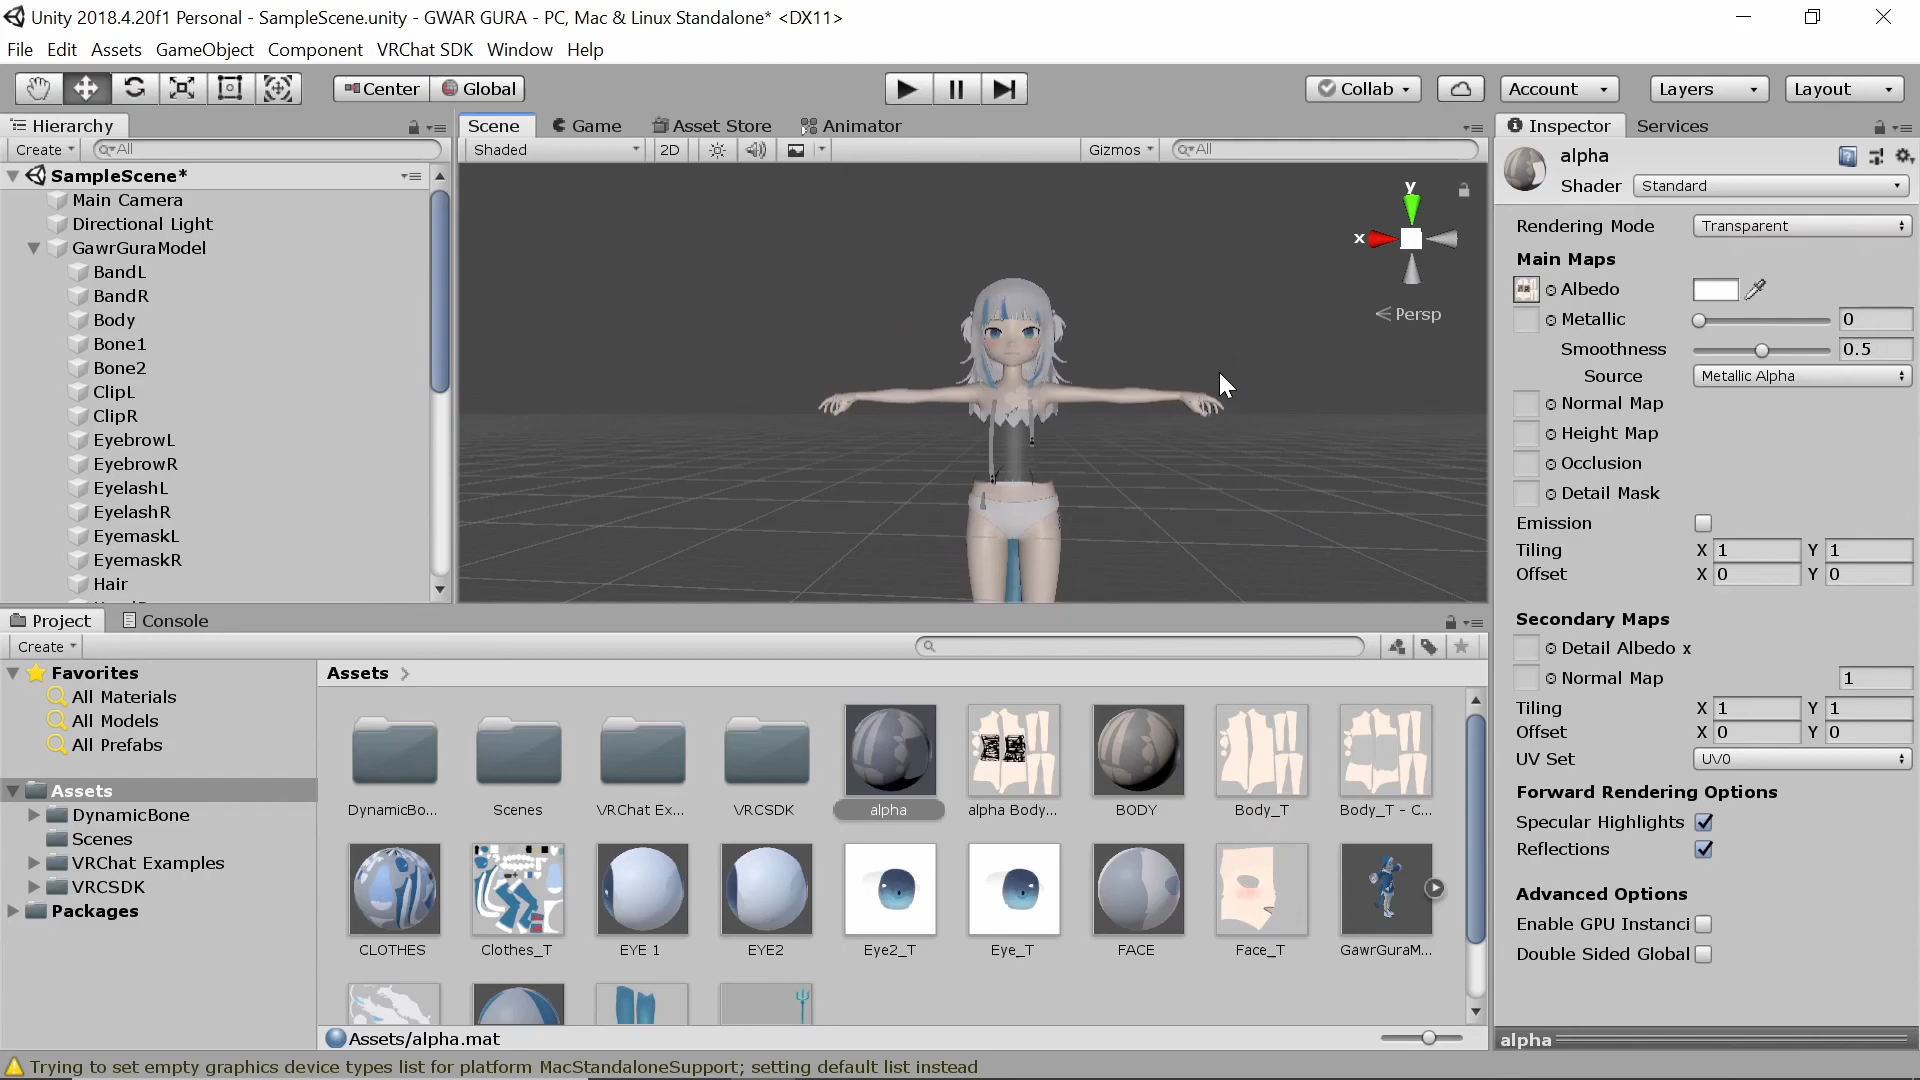 Unity 2018.4.20f1 Personal - SampleScene.unity - GWAR GURA - PC, Mac & Linux Standalone* <DX11>
File Edit Assets GameObject Component VRChat SDK Window Help
Center Global Collab Account Layers Layout
Hierarchy
Create All
SampleScene*
Main Camera
Directional Light
GawrGuraModel
BandL
BandR
Body
Bone1
Bone2
ClipL
ClipR
EyebrowL
EyebrowR
EyelashL
EyelashR
EyemaskL
EyemaskR
Hair
Scene Game Asset Store Animator
Shaded 2D Gizmos All
y
x
Persp
Inspector Services
alpha
Shader Standard
Rendering Mode Transparent
Main Maps
Albedo
Metallic 0
Smoothness 0.5
Source Metallic Alpha
Normal Map
Height Map
Occlusion
Detail Mask
Emission
Tiling X 1 Y 1
Offset X 0 Y 0
Secondary Maps
Detail Albedo x
Normal Map 1
Tiling X 1 Y 1
Offset X 0 Y 0
UV Set UV0
Forward Rendering Options
Specular Highlights
Reflections
Advanced Options
Enable GPU Instanci
Double Sided Global
alpha
Project Console
Create
Favorites
All Materials
All Models
All Prefabs
Assets
DynamicBone
Scenes
VRChat Examples
VRCSDK
Packages
Assets
DynamicBo... Scenes VRChat Ex... VRCSDK alpha alpha Body... BODY Body_T Body_T - C...
CLOTHES Clothes_T EYE 1 EYE2 Eye2_T Eye_T FACE Face_T GawrGuraM...
Assets/alpha.mat
Trying to set empty graphics device types list for platform MacStandaloneSupport; setting default list instead